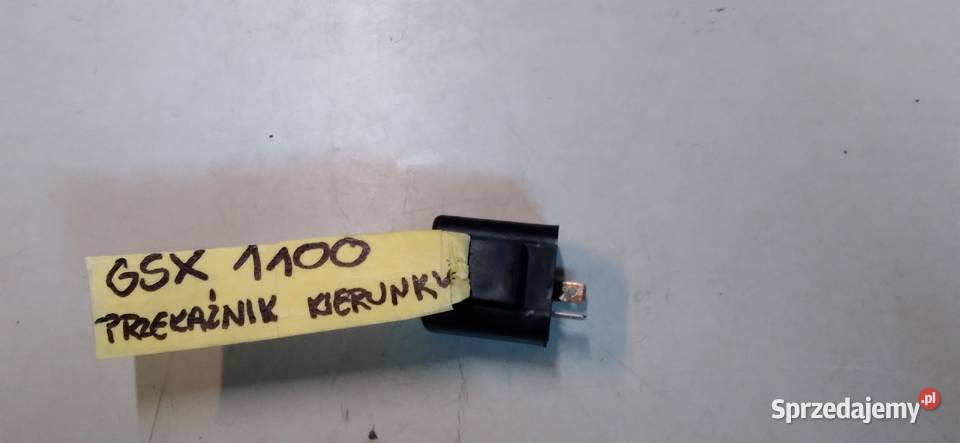 GSX 1100
PRZEKAŹNIK KIERUNKU
Sprzedajemy.pl